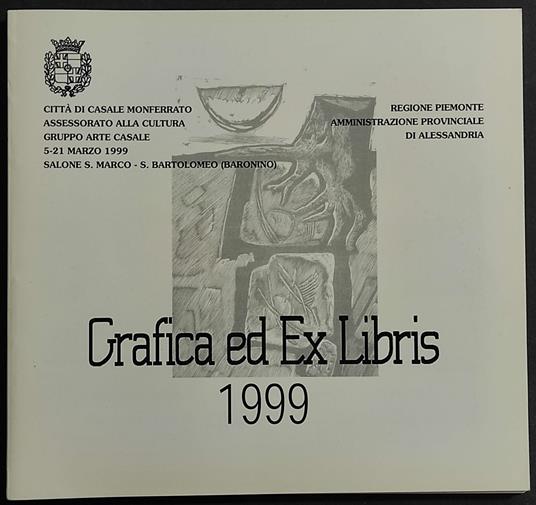 CITTÀ DI CASALE MONFERRATO
ASSESSORATO ALLA CULTURA
GRUPPO ARTE CASALE
5-21 MARZO 1999
SALONE S. MARCO - S. BARTOLOMEO (BARONINO)
REGIONE PIEMONTE
AMMINISTRAZIONE PROVINCIALE
DI ALESSANDRIA
Grafica ed Ex Libris
1999